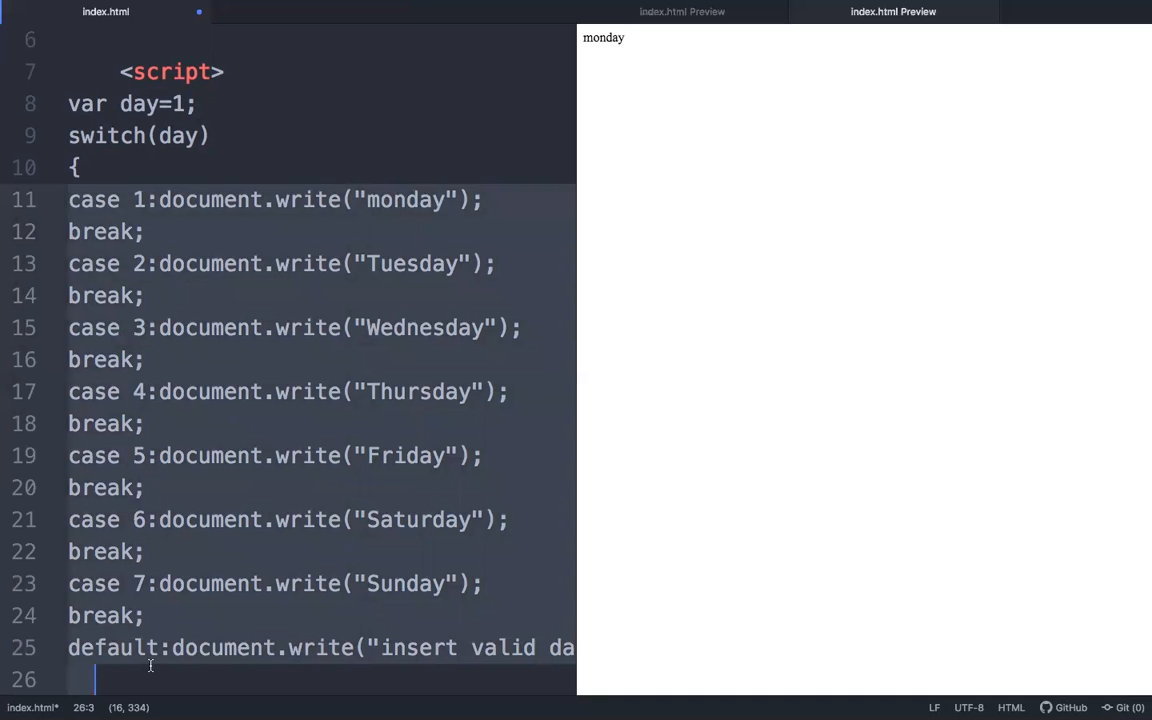 index.html
index.html Preview
index.html Preview
6
7 <script>
8 var day=1;
9 switch(day)
10 {
11 case 1:document.write("monday");
12 break;
13 case 2:document.write("Tuesday");
14 break;
15 case 3:document.write("Wednesday");
16 break;
17 case 4:document.write("Thursday");
18 break;
19 case 5:document.write("Friday");
20 break;
21 case 6:document.write("Saturday");
22 break;
23 case 7:document.write("Sunday");
24 break;
25 default:document.write("insert valid da
26
monday
index.html* 26:3 (16, 334) LF UTF-8 HTML GitHub Git (0)